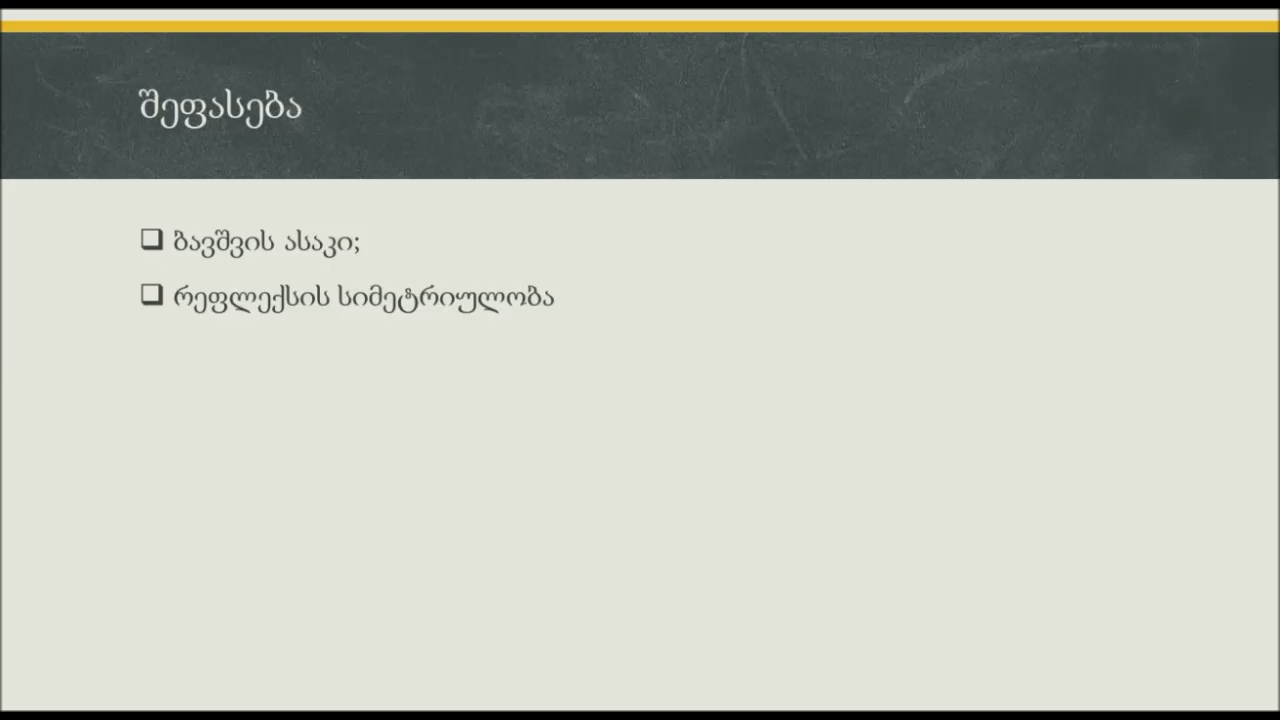 შეფასება
ბავშვის ასაკი;
რეფლექსის სიმეტრიულობა